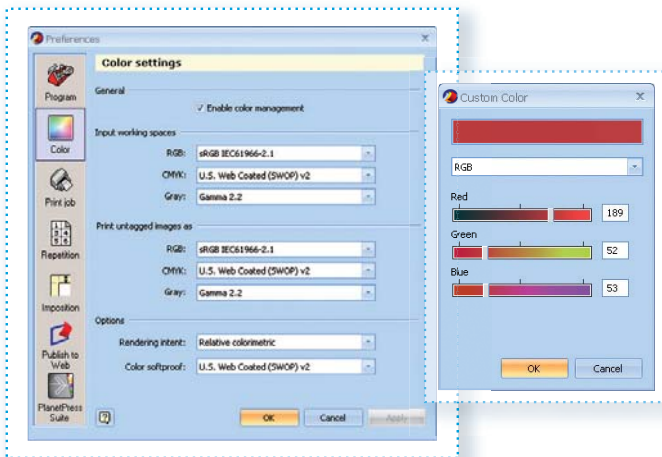 Preferences
Color settings
Program
General
Enable color management
Color
Input working spaces
RGB: sRGB IEC61966-2.1
CMYK: U.S. Web Coated (SWOP) v2
Gray: Gamma 2.2
Print job
Print untagged images as
RGB: sRGB IEC61966-2.1
CMYK: U.S. Web Coated (SWOP) v2
Gray: Gamma 2.2
Repetition
Imposition
Options
Rendering intent: Relative colorimetric
Color softproof: U.S. Web Coated (SWOP) v2
Publish to
Web
PlanetPress
Suite
OK Cancel Apply
Custom Color
RGB
Red
189
Green
52
Blue
53
OK Cancel